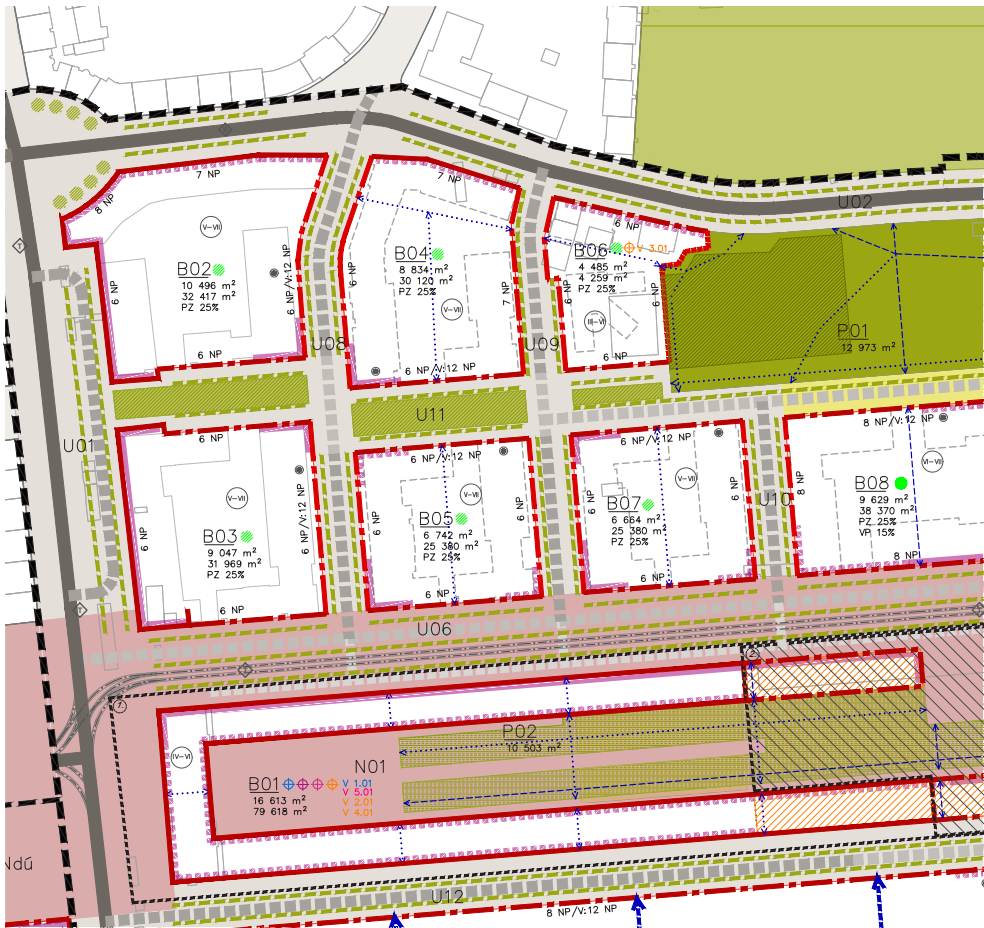 7 NP
8 NP
V–VII
B02
10 496 m²
32 417 m²
PZ 25%
6 NP
6 NP/V:12 NP
6 NP
U08
7 NP
B04
8 834 m²
30 120 m²
PZ 25%
V–VII
6 NP
7 NP
6 NP/V:12 NP
U09
6 NP
B06
V 3.01
4 485 m²
4 259 m²
PZ 25%
6 NP
6 NP
III–VI
6 NP
U02
P01
12 973 m²
U11
U01
6 NP
V–VII
6 NP
6 NP/V:12 NP
B03
9 047 m²
31 969 m²
PZ 25%
6 NP
6 NP/V:12 NP
V–VII
6 NP
6 NP
B05
6 742 m²
25 380 m²
PZ 25%
6 NP
6 NP/V:12 NP
V–VII
6 NP
6 NP
B07
6 664 m²
25 380 m²
PZ 25%
6 NP
U10
8 NP/V:12 NP
VI–VII
8 NP
B08
9 629 m²
38 370 m²
PZ 25%
VP 15%
8 NP
U06
T
T
T
T
2
IV–VI
P02
10 503 m²
N01
B01
V 1.01
V 5.01
V 2.01
V 4.01
16 613 m²
79 618 m²
Ndú
U12
8 NP/V:12 NP